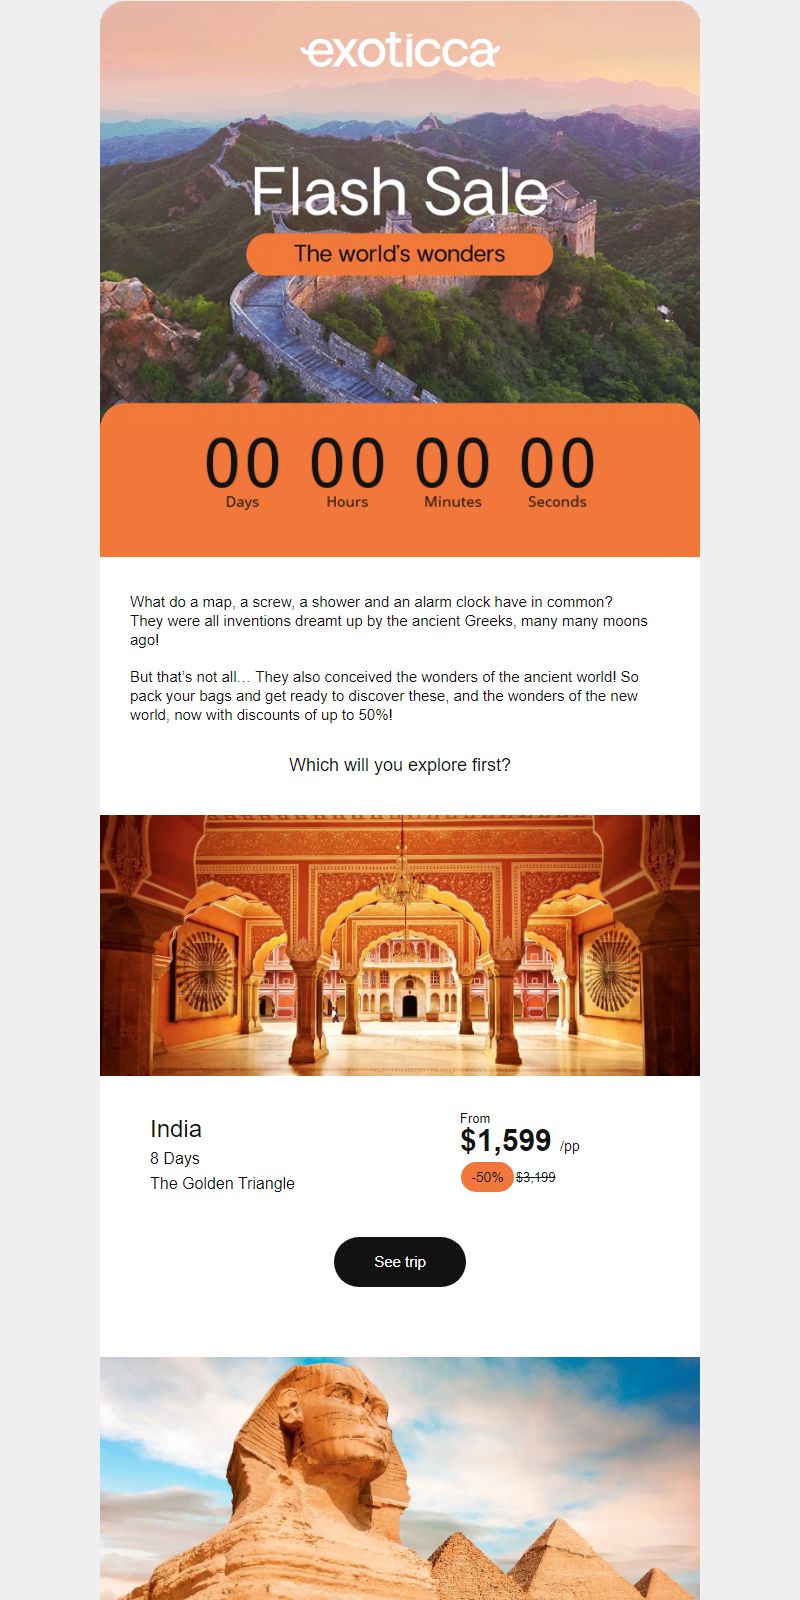 exoticca
Flash Sale
The world's wonders
00 00 00 00
Days Hours Minutes Seconds
What do a map, a screw, a shower and an alarm clock have in common?
They were all inventions dreamt up by the ancient Greeks, many many moons
ago!
But that’s not all… They also conceived the wonders of the ancient world! So
pack your bags and get ready to discover these, and the wonders of the new
world, now with discounts of up to 50%!
Which will you explore first?
India
8 Days
The Golden Triangle
From
$1,599 /pp
-50% $3,199
See trip